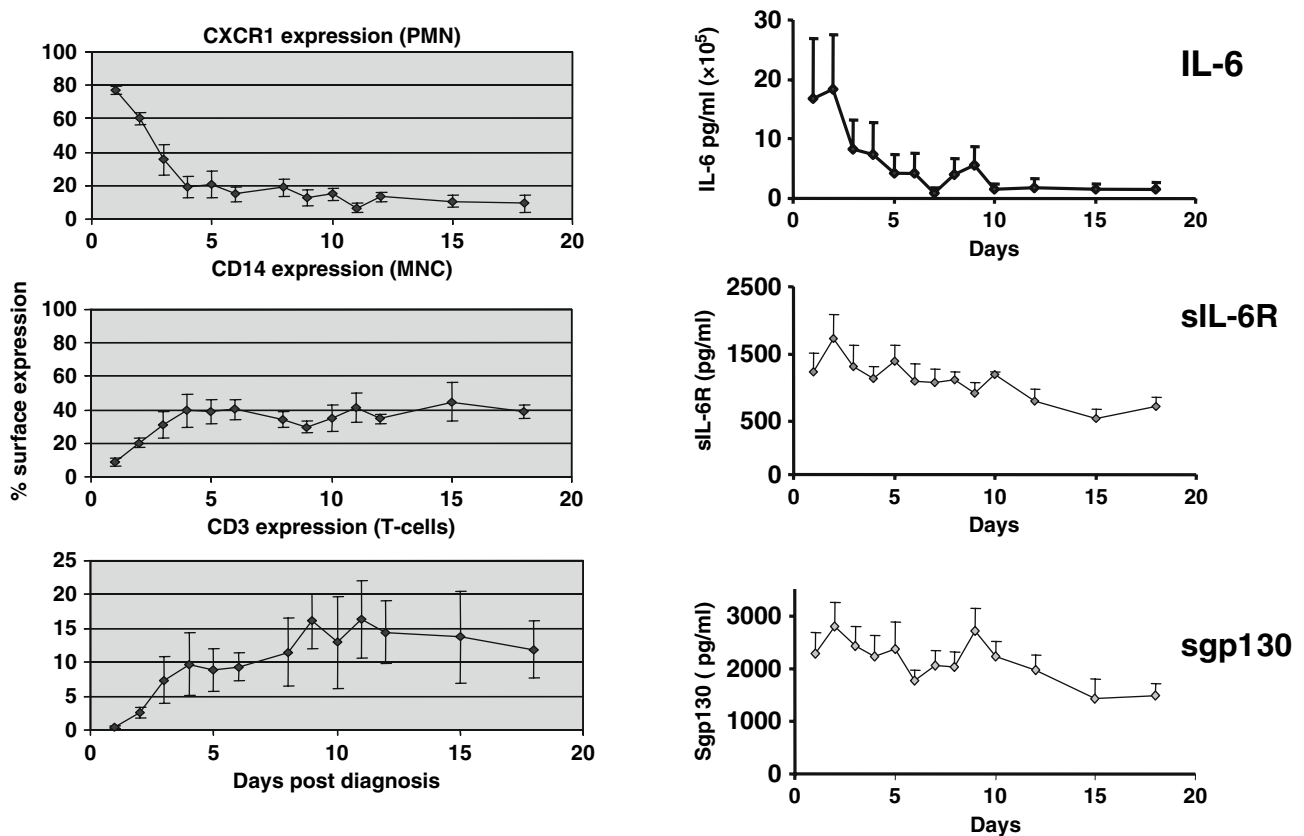 CXCR1 expression (PMN)
100
80
60
40
20
0
0 5 10 15 20
CD14 expression (MNC)
% surface expression
100
80
60
40
20
0
0 5 10 15 20
CD3 expression (T-cells)
25
20
15
10
5
0
0 5 10 15 20
Days post diagnosis
IL-6
IL-6 pg/ml (×10⁵)
30
20
10
0
0 5 10 15 20
Days
sIL-6R
sIL-6R (pg/ml)
2500
1500
500
0
0 5 10 15 20
Days
sgp130
Sgp130 ( pg/ml)
3000
2000
1000
0
0 5 10 15 20
Days